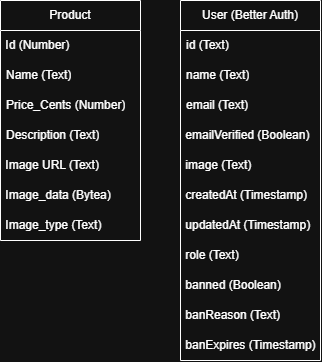 Product
Id (Number)
Name (Text)
Price_Cents (Number)
Description (Text)
Image URL (Text)
Image_data (Bytea)
Image_type (Text)
User (Better Auth)
id (Text)
name (Text)
email (Text)
emailVerified (Boolean)
image (Text)
createdAt (Timestamp)
updatedAt (Timestamp)
role (Text)
banned (Boolean)
banReason (Text)
banExpires (Timestamp)